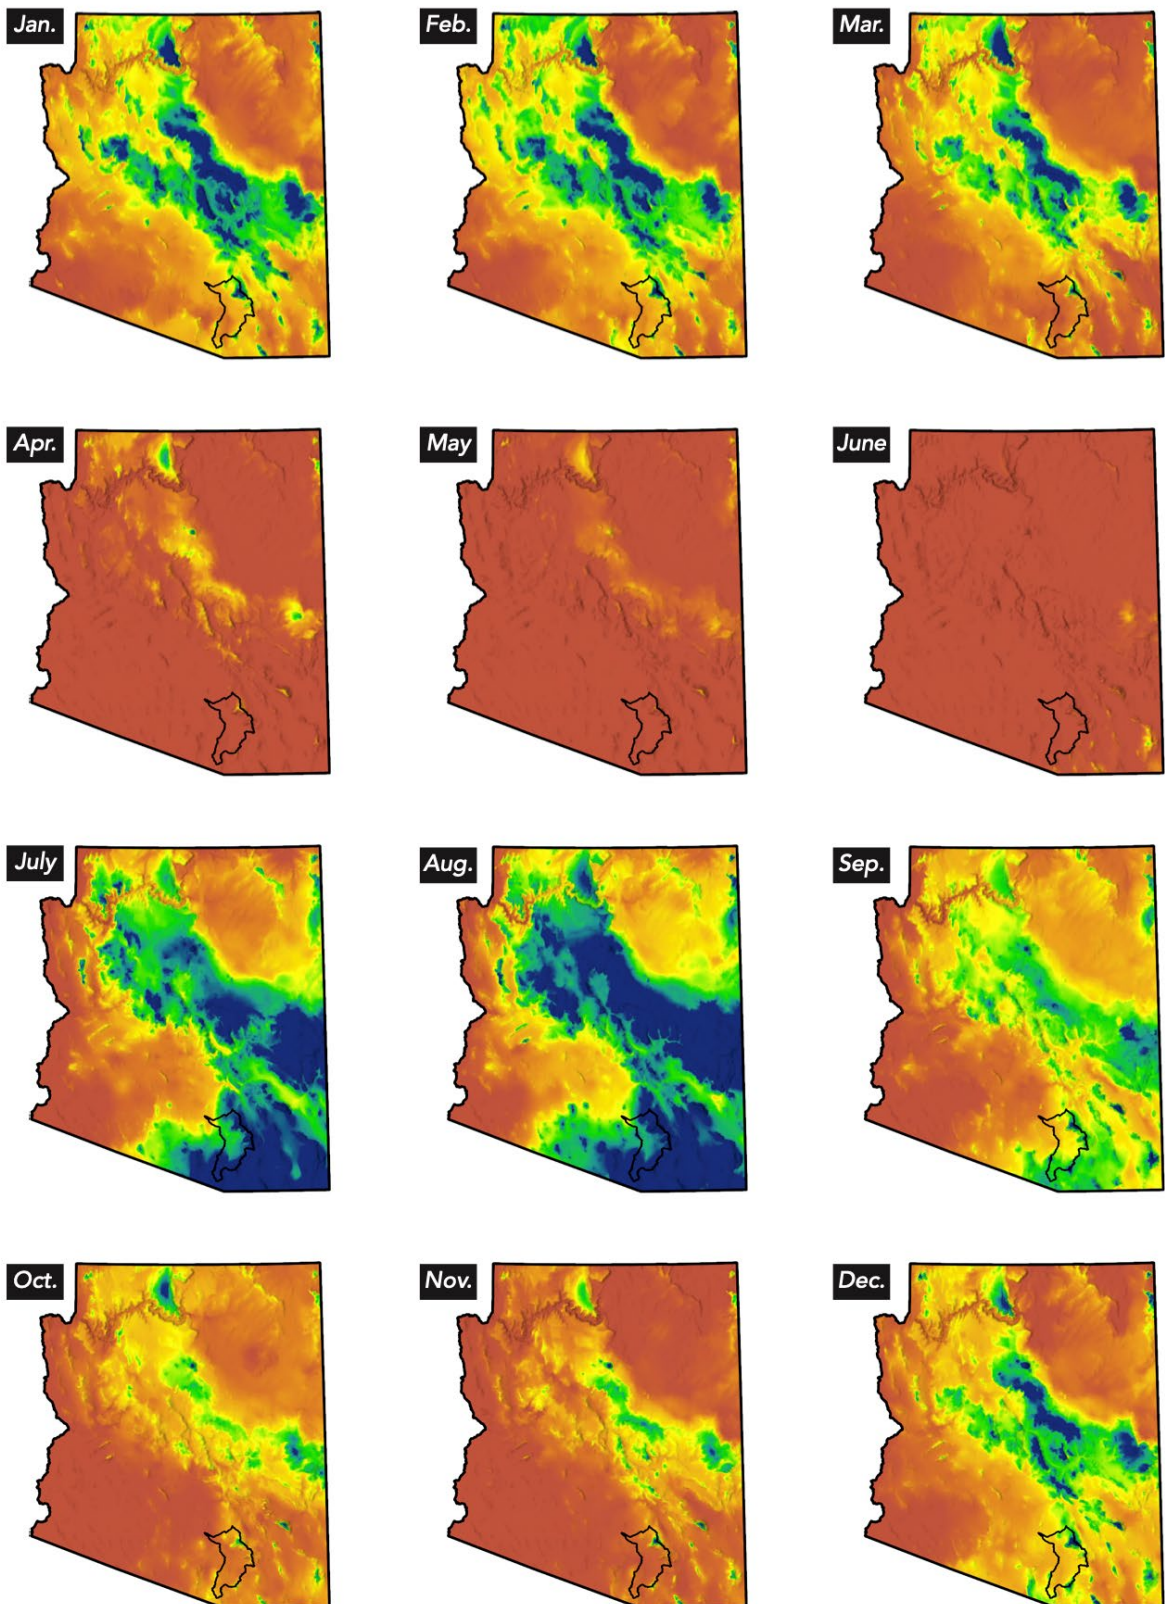 Jan.
Feb.
Mar.
Apr.
May
June
July
Aug.
Sep.
Oct.
Nov.
Dec.